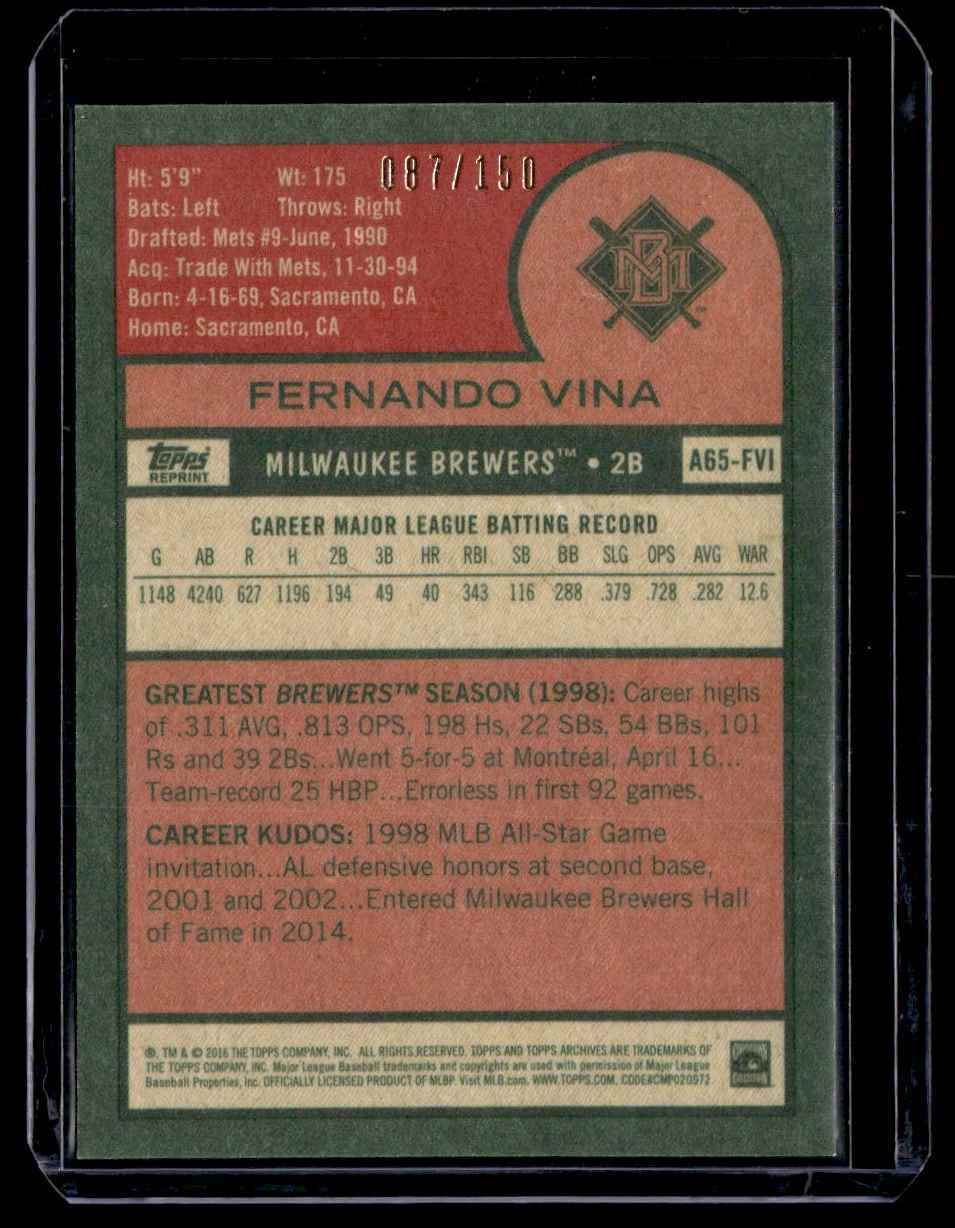 Ht: 5'9" Wt: 175 087/150
Bats: Left Throws: Right
Drafted: Mets #9-June, 1990
Acq: Trade With Mets, 11-30-94
Born: 4-16-69, Sacramento, CA
Home: Sacramento, CA
MB
FERNANDO VINA
Topps REPRINT MILWAUKEE BREWERS™ • 2B A65-FVI
CAREER MAJOR LEAGUE BATTING RECORD
G AB R H 2B 3B HR RBI SB BB SLG OPS AVG WAR
1148 4240 627 1196 194 49 40 343 116 288 .379 .728 .282 12.6
GREATEST BREWERS™ SEASON (1998): Career highs
of .311 AVG, .813 OPS, 198 Hs, 22 SBs, 54 BBs, 101
Rs and 39 2Bs...Went 5-for-5 at Montréal, April 16...
Team-record 25 HBP...Errorless in first 92 games.
CAREER KUDOS: 1998 MLB All-Star Game
invitation...AL defensive honors at second base,
2001 and 2002...Entered Milwaukee Brewers Hall
of Fame in 2014.
®, TM & © 2016 THE TOPPS COMPANY, INC. ALL RIGHTS RESERVED. TOPPS AND TOPPS ARCHIVES ARE TRADEMARKS OF
THE TOPPS COMPANY, INC. Major League Baseball trademarks and copyrights are used with permission of Major League
Baseball Properties, Inc. OFFICIALLY LICENSED PRODUCT OF MLBP. Visit MLB.com. WWW.TOPPS.COM. CODE#CMP020972